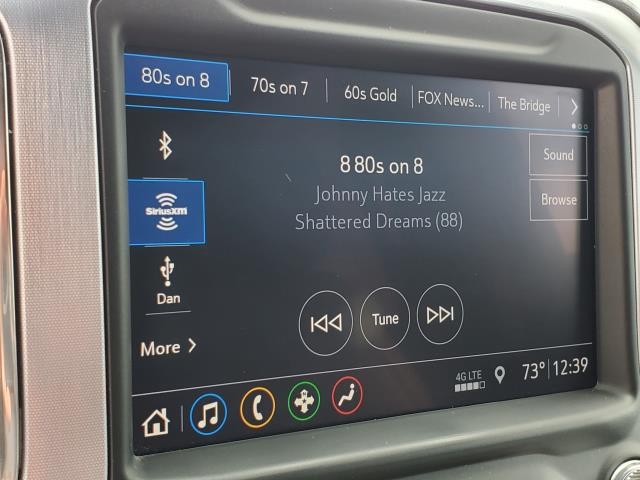 80s on 8
70s on 7
60s Gold
FOX News...
The Bridge
8 80s on 8
Johnny Hates Jazz
Shattered Dreams (88)
Sound
Browse
SiriusXM
Dan
More
Tune
4G LTE
73° 12:39